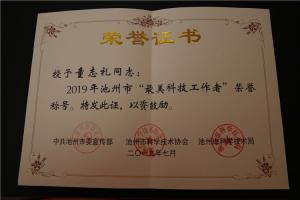 荣誉证书
授予董志礼同志：
2019年池州市“最美科技工作者”荣誉
称号。特发此证，以资鼓励。
中共池州市委宣传部 池州市科学技术协会 池州市科学技术局
二〇一九年七月